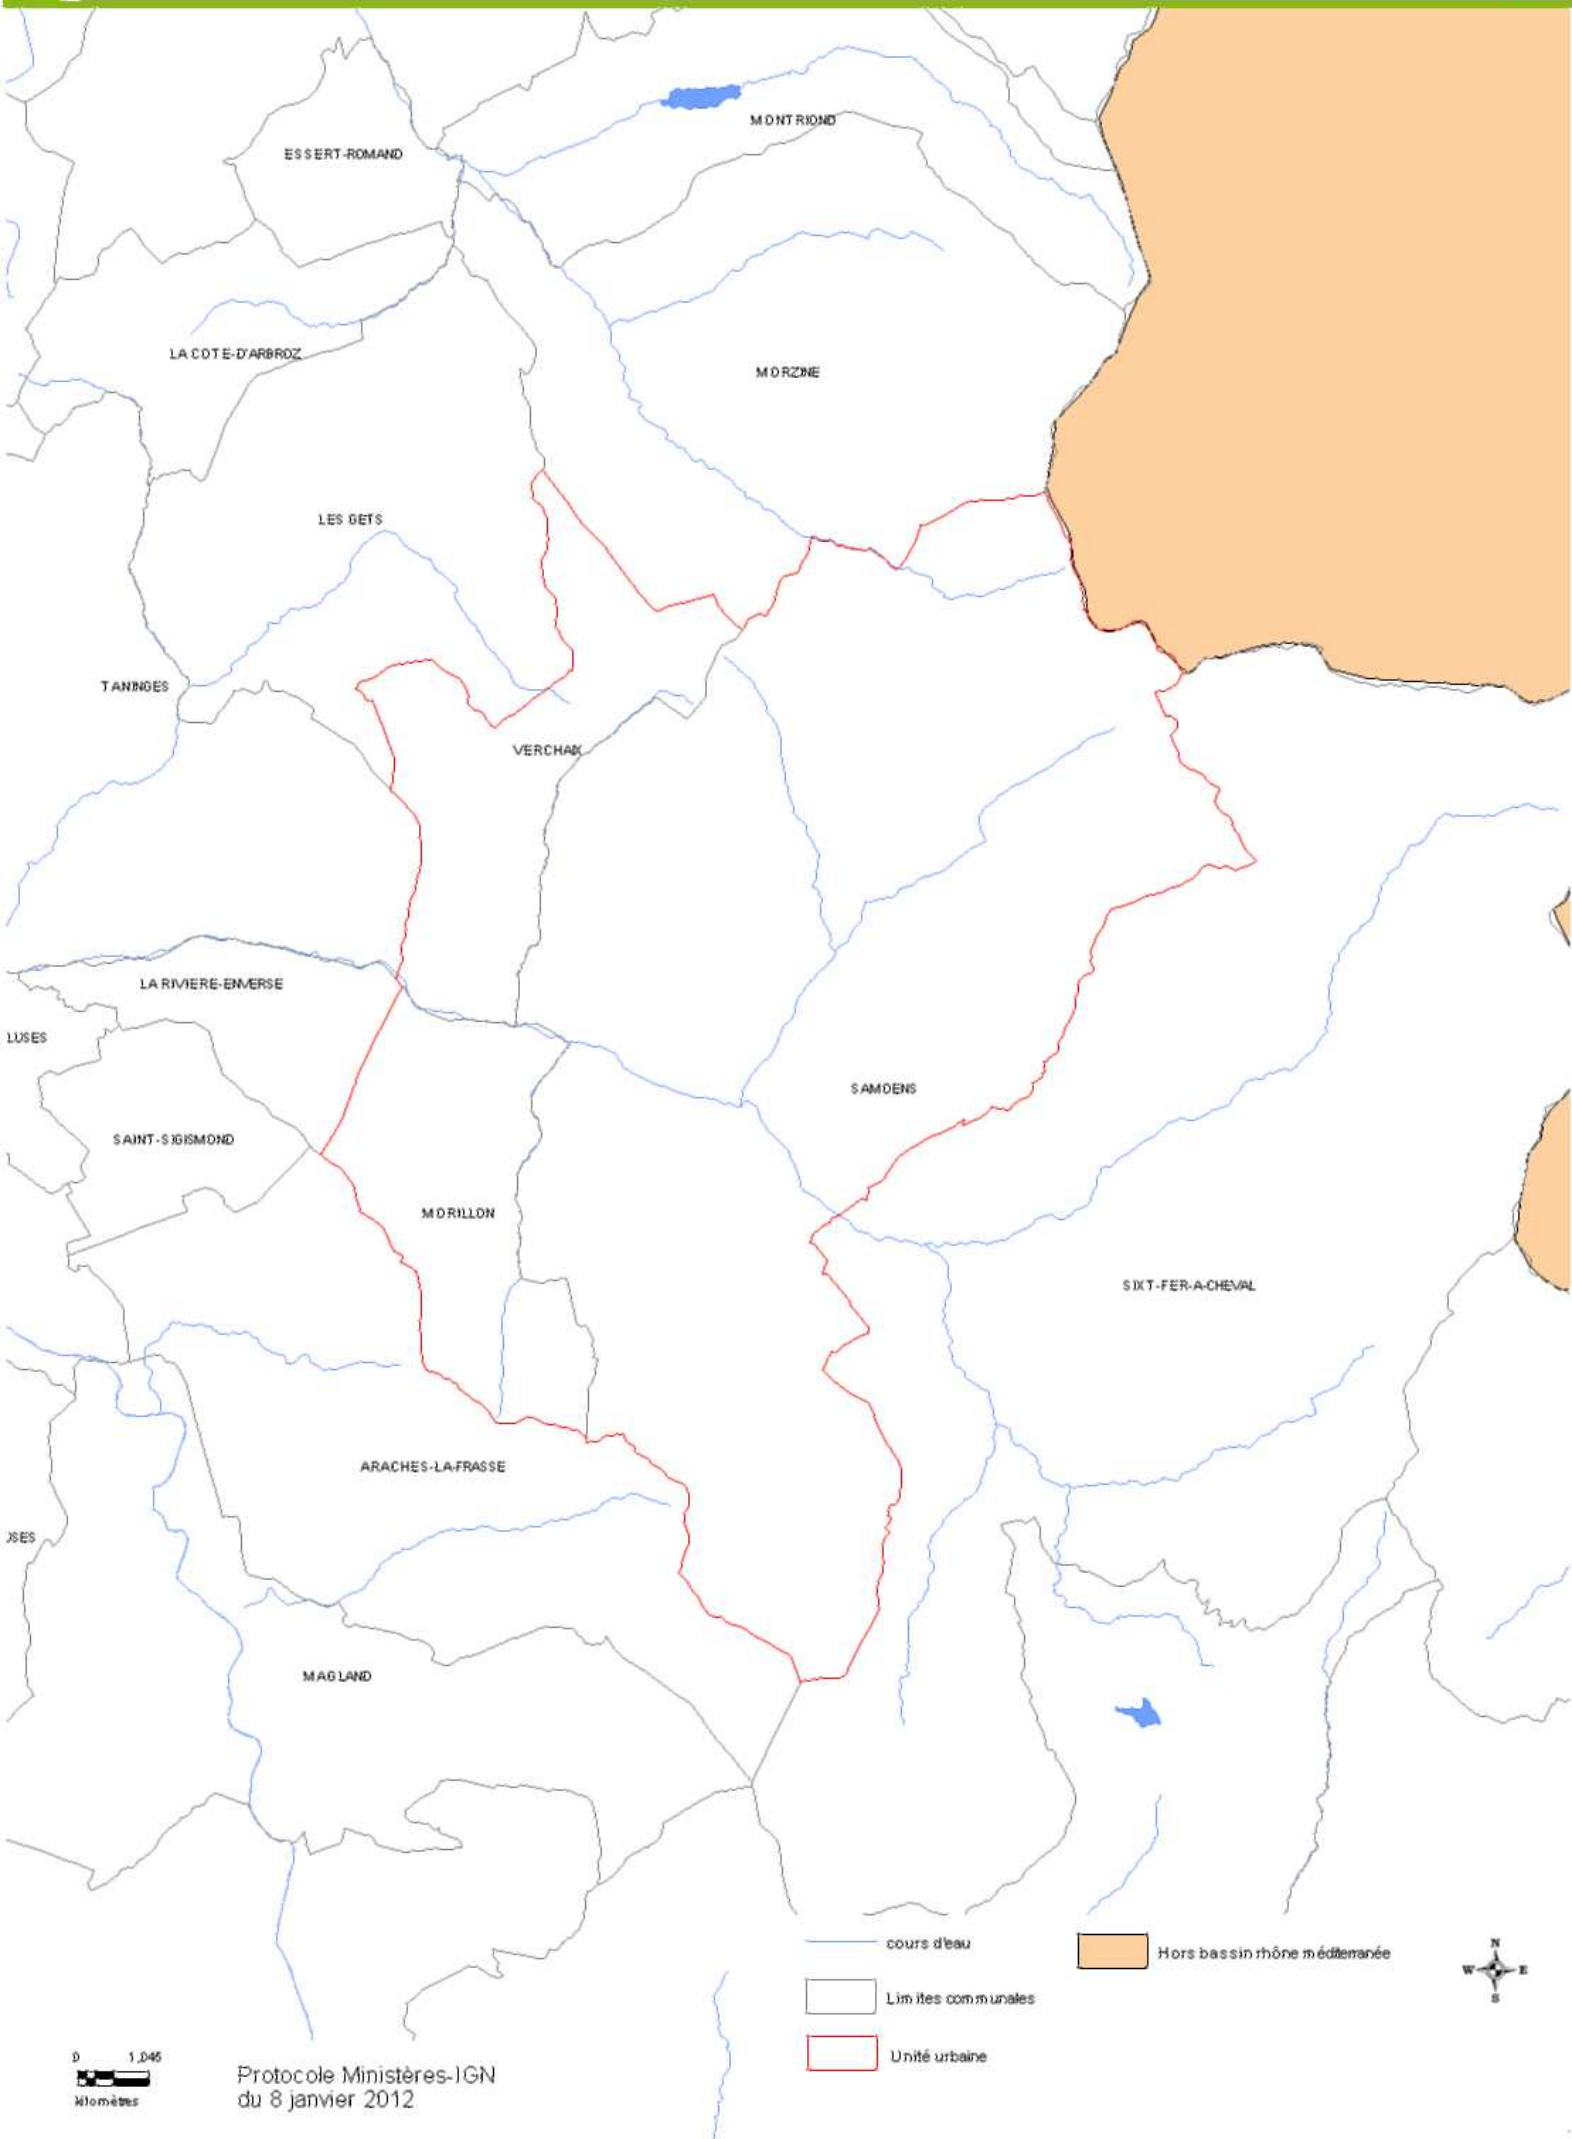 MONTRIOND
ESSERT-ROMAND
LA COTE-D'ARBROZ
MORZINE
LES GETS
TANINGES
VERCHAIX
LA RIVIERE-ENVERSE
LUSES
SAMOENS
SAINT-SIGISMOND
MORILLON
SIXT-FER-A-CHEVAL
ARACHES-LA-FRASSE
USES
MAGLAND
cours d'eau
Hors bassin rhône méditerranée
Limites communales
Unité urbaine
N
W E
S
0 1,045
kilomètres
Protocole Ministères-IGN
du 8 janvier 2012